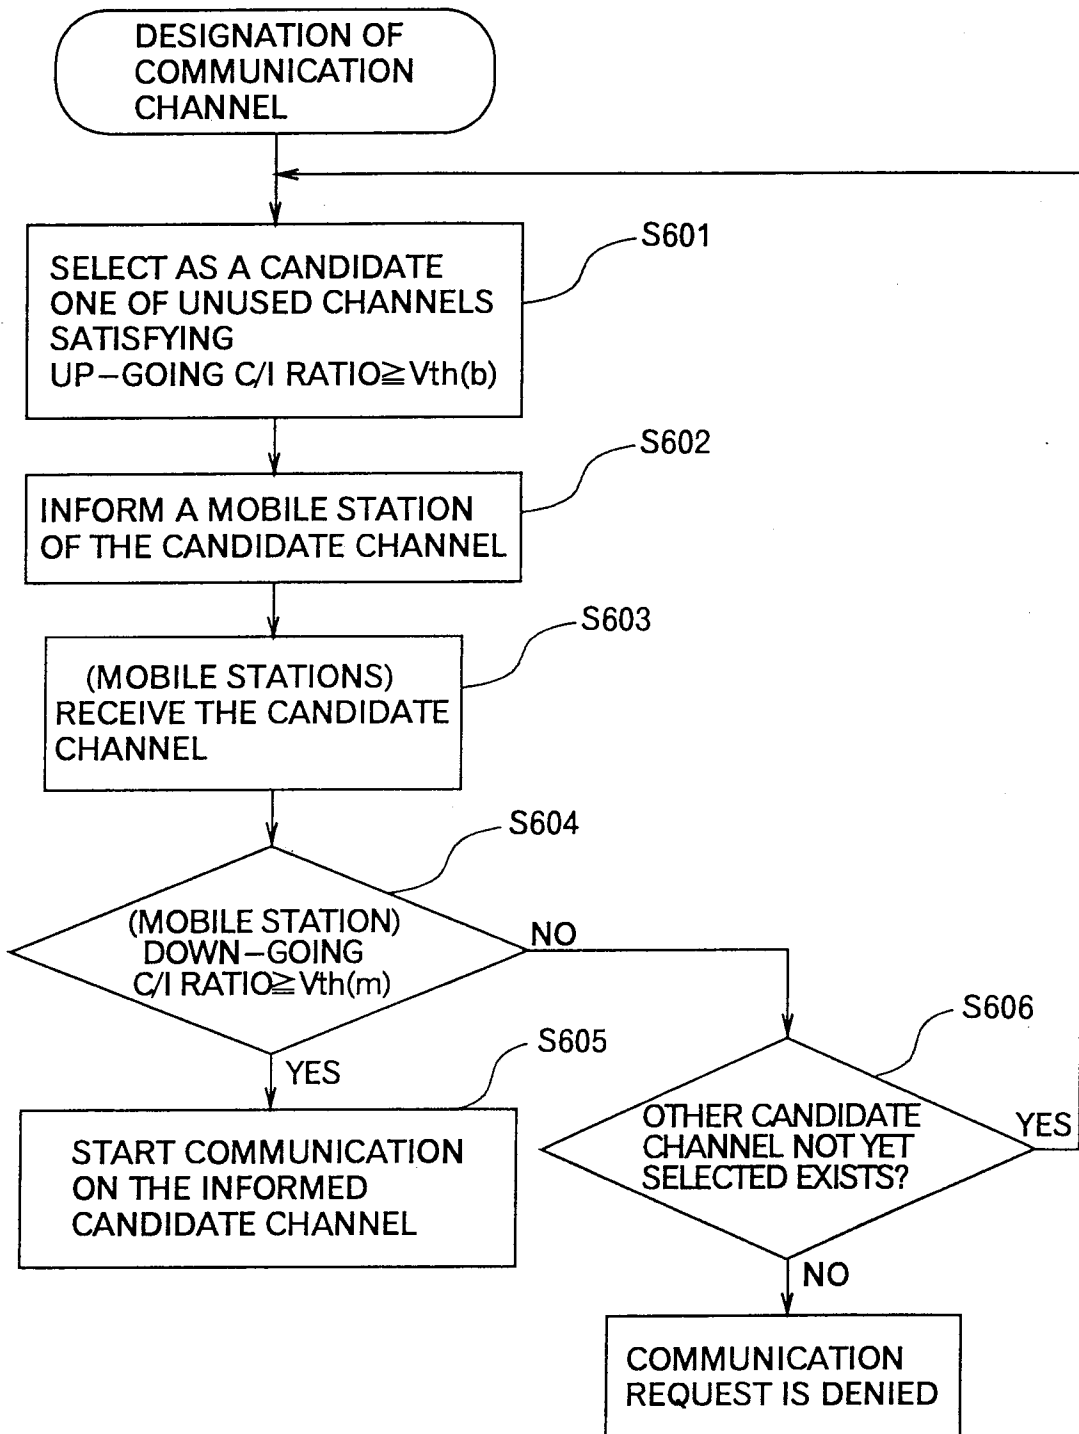 DESIGNATION OF
COMMUNICATION
CHANNEL
S601
SELECT AS A CANDIDATE
ONE OF UNUSED CHANNELS
SATISFYING
UP-GOING C/I RATIO≧Vth(b)
S602
INFORM A MOBILE STATION
OF THE CANDIDATE CHANNEL
S603
(MOBILE STATIONS)
RECEIVE THE CANDIDATE
CHANNEL
S604
(MOBILE STATION)
DOWN-GOING
C/I RATIO≧Vth(m)
NO
YES
S605
START COMMUNICATION
ON THE INFORMED
CANDIDATE CHANNEL
S606
OTHER CANDIDATE
CHANNEL NOT YET
SELECTED EXISTS?
YES
NO
COMMUNICATION
REQUEST IS DENIED